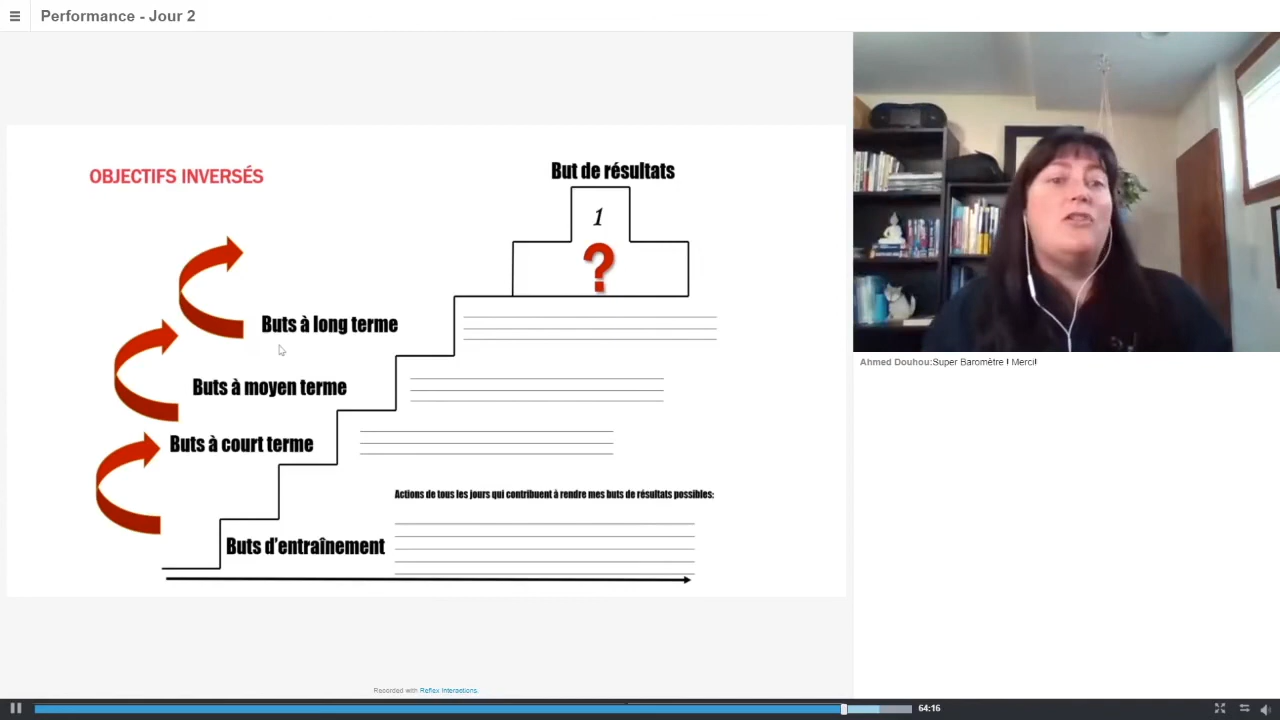 Performance - Jour 2
OBJECTIFS INVERSÉS
But de résultats
1
?
Buts à long terme
Buts à moyen terme
Buts à court terme
Actions de tous les jours qui contribuent à rendre mes buts de résultats possibles:
Buts d'entraînement
Ahmed Douhou:Super Baromètre ! Merci!
Recorded with Reflex Interactions.
64:16